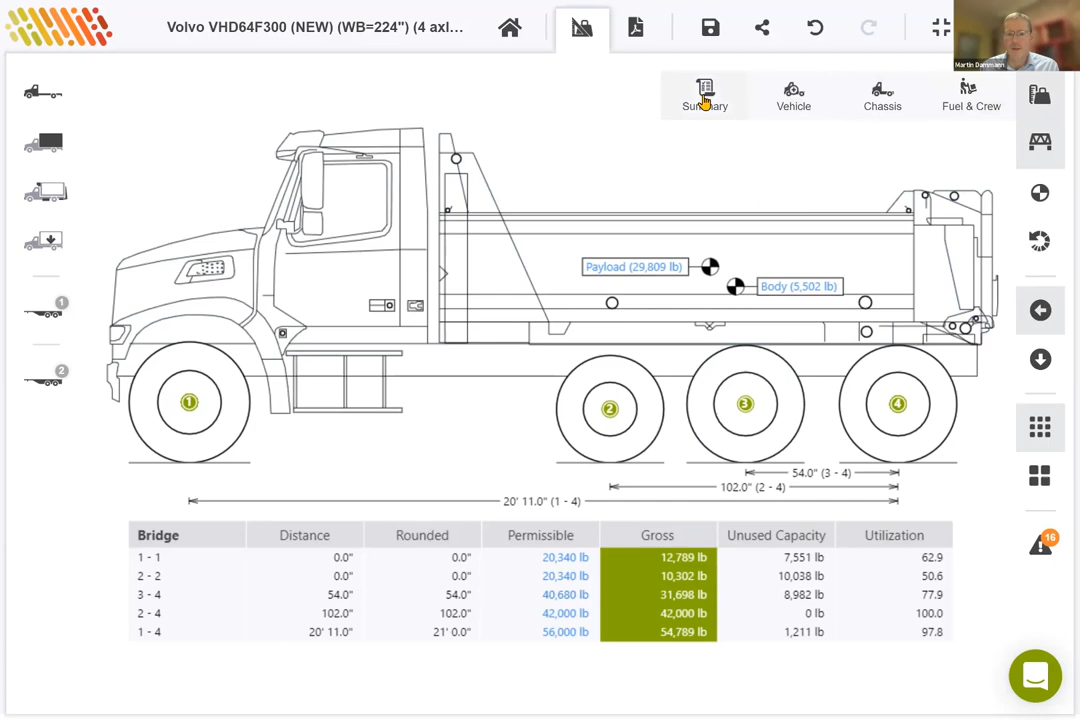 Volvo VHD64F300 (NEW) (WB=224") (4 axl...
Martin Dammann
Summary Vehicle Chassis Fuel & Crew
Payload (29,809 lb)
Body (5,502 lb)
1
2
1 2 3 4
54.0" (3 - 4)
102.0" (2 - 4)
20' 11.0" (1 - 4)
16
Bridge Distance Rounded Permissible Gross Unused Capacity Utilization
1 - 1 0.0" 0.0" 20,340 lb 12,789 lb 7,551 lb 62.9
2 - 2 0.0" 0.0" 20,340 lb 10,302 lb 10,038 lb 50.6
3 - 4 54.0" 54.0" 40,680 lb 31,698 lb 8,982 lb 77.9
2 - 4 102.0" 102.0" 42,000 lb 42,000 lb 0 lb 100.0
1 - 4 20' 11.0" 21' 0.0" 56,000 lb 54,789 lb 1,211 lb 97.8